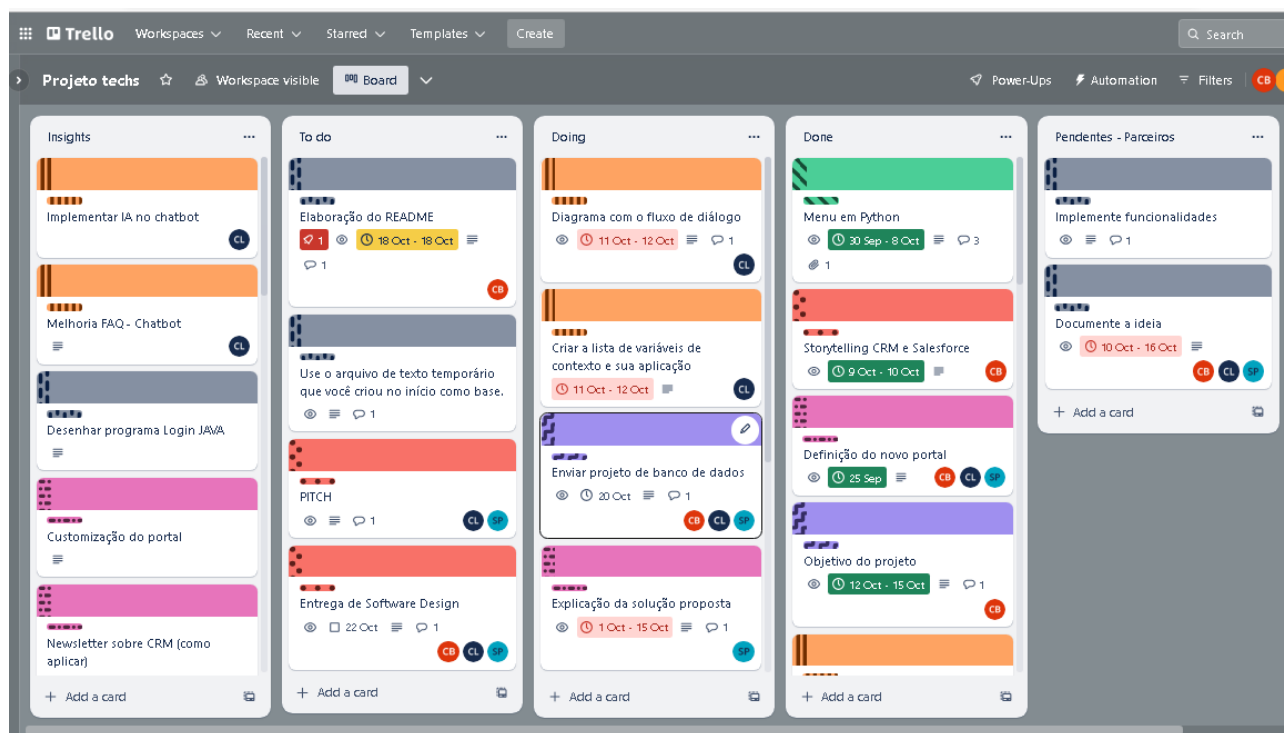 Trello Workspaces Recent Starred Templates Create Search
Projeto techs Workspace visible Board Power-Ups Automation Filters CB
Insights
Implementar IA no chatbot
CL
Melhoria FAQ - Chatbot
CL
Desenhar programa Login JAVA
Customização do portal
Newsletter sobre CRM (como
aplicar)
+ Add a card
To do
Elaboração do README
1 18 Oct - 18 Oct
1
CB
Use o arquivo de texto temporário
que você criou no início como base.
1
PITCH
1 CL SP
Entrega de Software Design
22 Oct 1
CB CL SP
+ Add a card
Doing
Diagrama com o fluxo de diálogo
11 Oct - 12 Oct 1
CL
Criar a lista de variáveis de
contexto e sua aplicação
11 Oct - 12 Oct CL
Enviar projeto de banco de dados
20 Oct 1
CB CL SP
Explicação da solução proposta
1 Oct - 15 Oct 1
SP
+ Add a card
Done
Menu em Python
30 Sep - 8 Oct 3
1
Storytelling CRM e Salesforce
9 Oct - 10 Oct CB
Definição do novo portal
25 Sep CB CL SP
Objetivo do projeto
12 Oct - 15 Oct 1
CB
+ Add a card
Pendentes - Parceiros
Implemente funcionalidades
1
Documente a ideia
10 Oct - 16 Oct
CB CL SP
+ Add a card